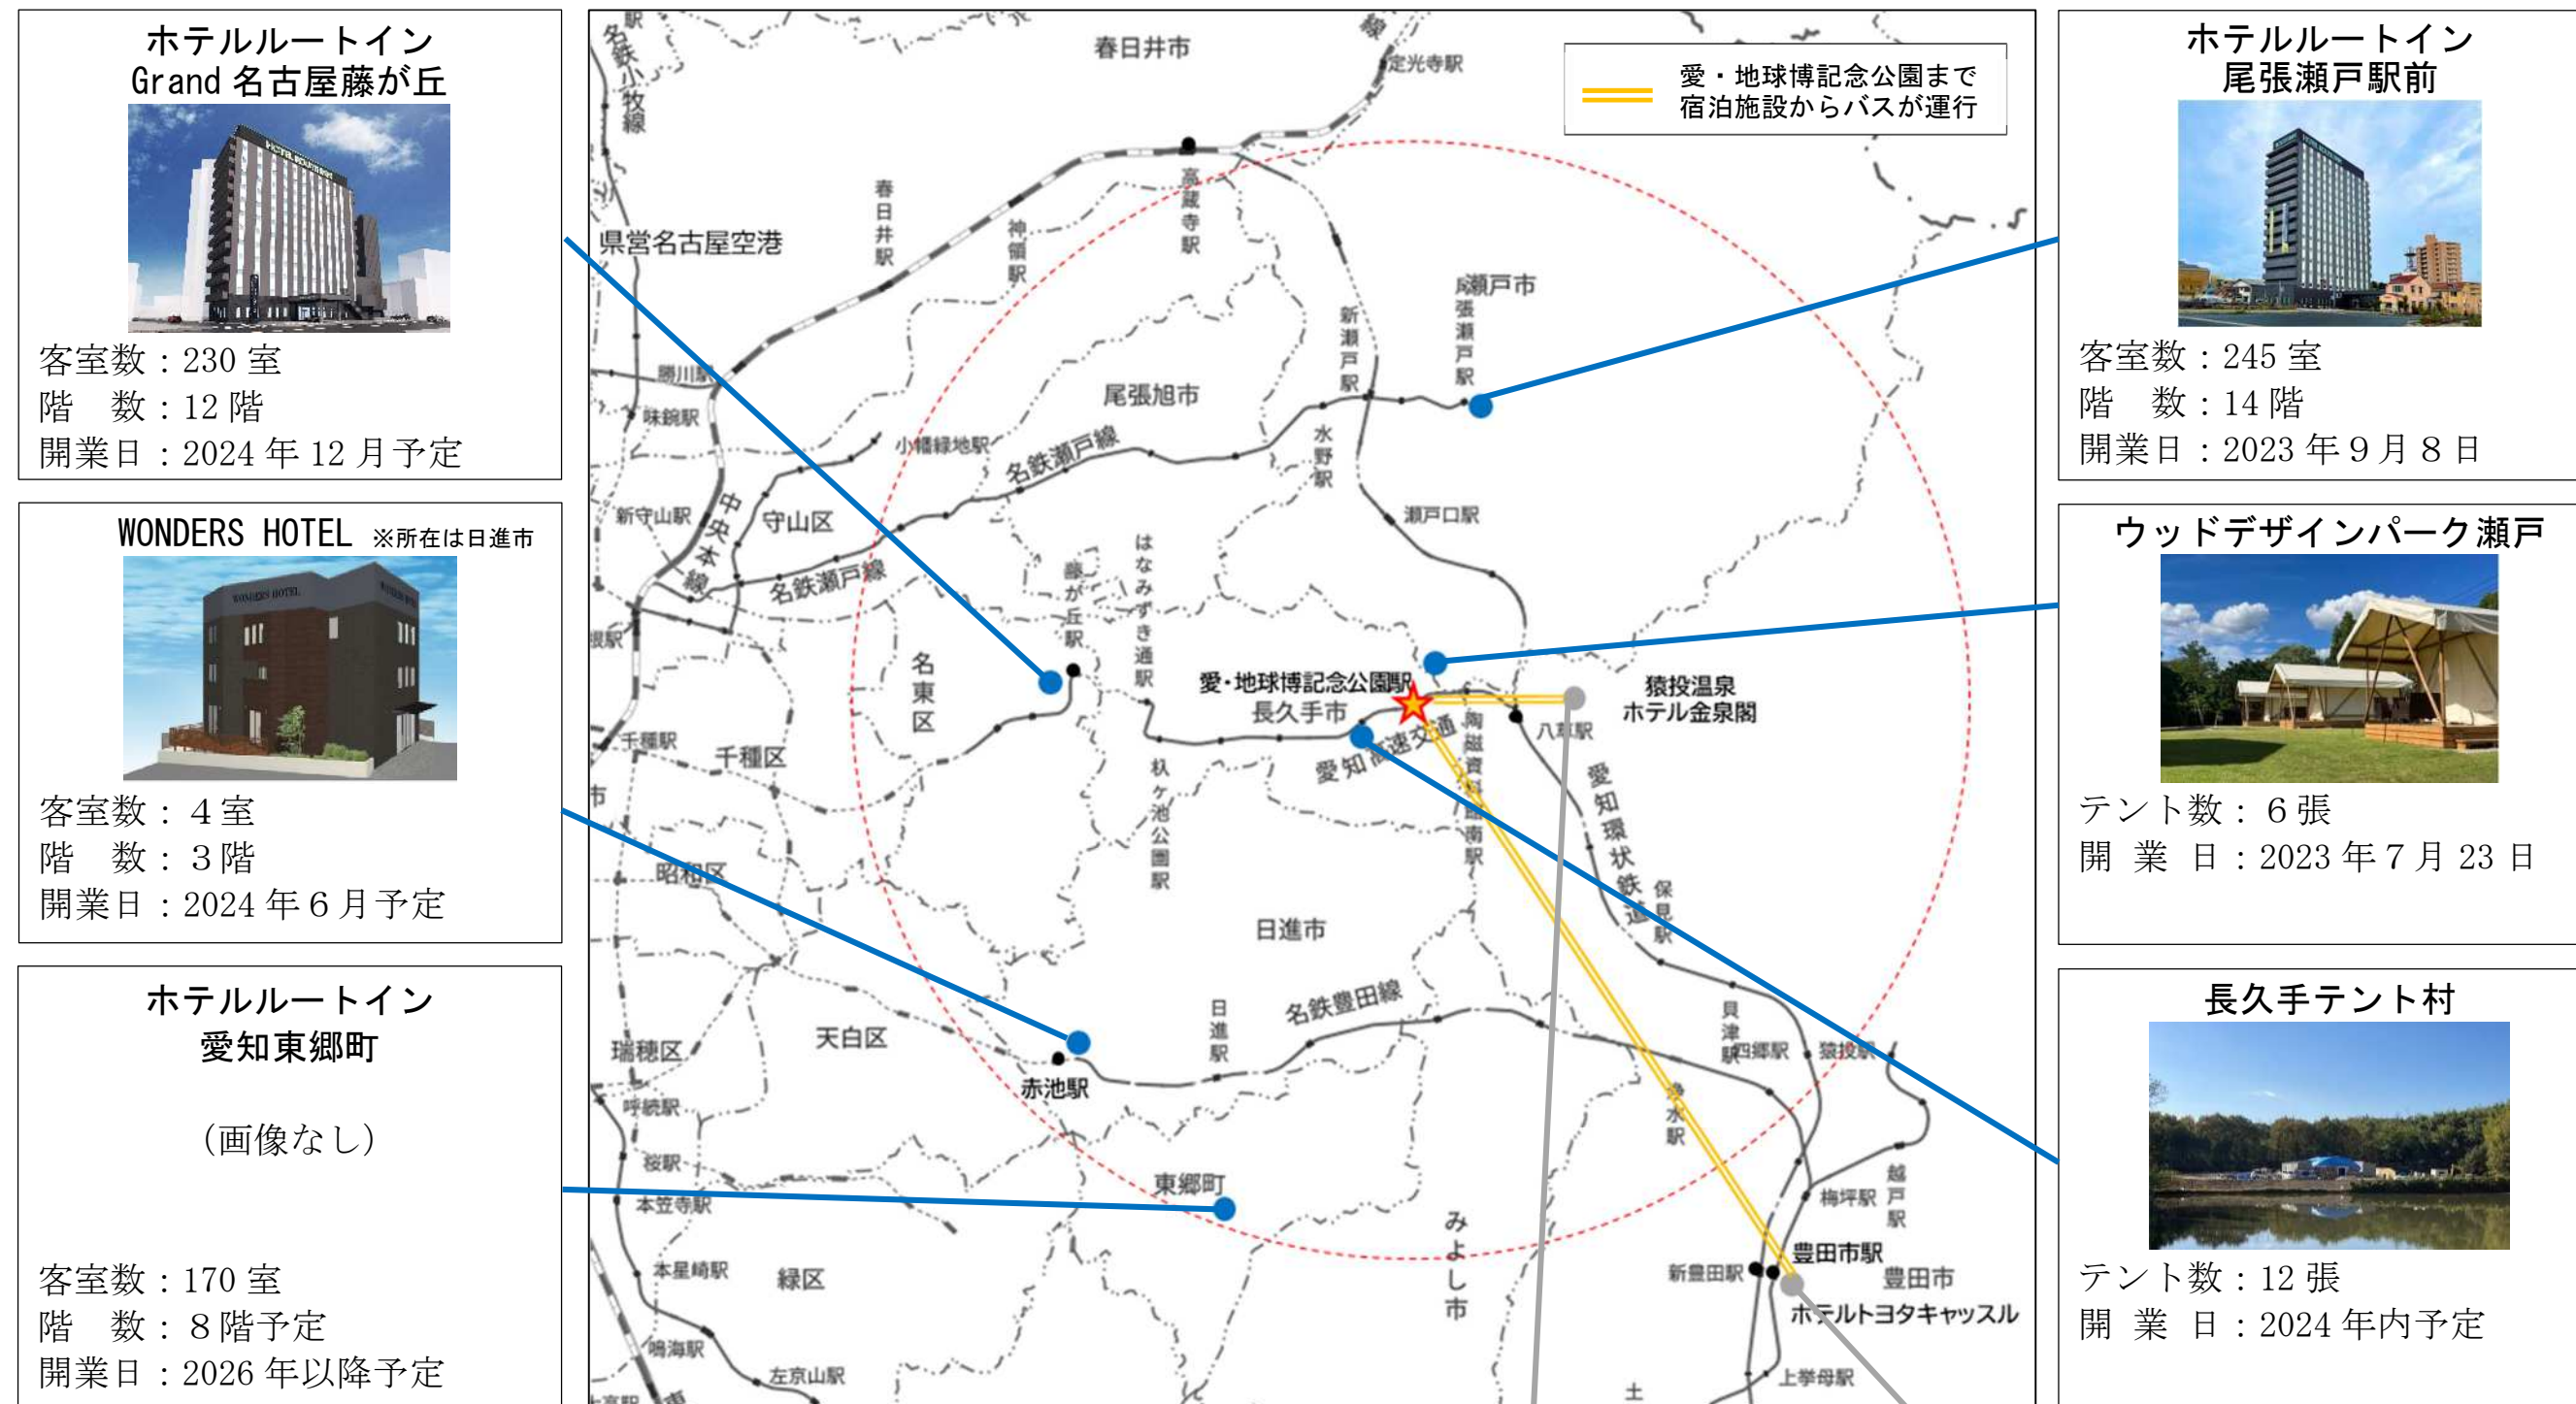 ホテルルートイン
Grand 名古屋藤が丘
HOTEL ROUTE INN
客室数：230 室
階　数：12 階
開業日：2024 年 12 月予定
WONDERS HOTEL ※所在は日進市
WONDERS HOTEL
客室数：４室
階　数：３階
開業日：2024 年６月予定
ホテルルートイン
愛知東郷町
（画像なし）
客室数：170 室
階　数：８階予定
開業日：2026 年以降予定
愛・地球博記念公園まで
宿泊施設からバスが運行
名鉄小牧線
春日井市
定光寺駅
県営名古屋空港
春日井駅
神領駅
高蔵寺駅
瀬戸市
尾張瀬戸駅
新瀬戸駅
勝川駅
味鋺駅
尾張旭市
小幡緑地駅
名鉄瀬戸線
水野駅
新守山駅
中央本線
守山区
瀬戸口駅
名鉄瀬戸線
藤が丘駅
はなみずき通駅
名東区
愛・地球博記念公園駅
長久手市
猿投温泉
ホテル金泉閣
八草駅
千種駅
千種区
愛知高速交通
陶磁資料館南駅
杁ヶ池公園駅
愛知環状鉄道
保見駅
昭和区
日進市
名鉄豊田線
日進駅
瑞穂区
天白区
赤池駅
貝津駅
四郷駅
猿投駅
浄水駅
呼続駅
桜駅
本笠寺駅
東郷町
みよし市
越戸駅
梅坪駅
本星崎駅
緑区
新豊田駅
豊田市駅
豊田市
ホテルトヨタキャッスル
鳴海駅
左京山駅
上挙母駅
土
ホテルルートイン
尾張瀬戸駅前
客室数：245 室
階　数：14 階
開業日：2023 年９月８日
ウッドデザインパーク瀬戸
テント数：６張
開 業 日：2023 年７月 23 日
長久手テント村
テント数：12 張
開 業 日：2024 年内予定